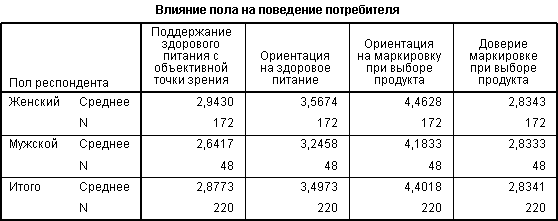 Влияние пола на поведение потребителя
Пол респондента
Поддержание
здорового
питания с
объективной
точки зрения
Ориентация
на здоровое
питание
Ориентация
на маркировку
при выборе
продукта
Доверие
маркировке
при выборе
продукта
Женский Среднее 2,9430 3,5674 4,4628 2,8343
N 172 172 172 172
Мужской Среднее 2,6417 3,2458 4,1833 2,8333
N 48 48 48 48
Итого Среднее 2,8773 3,4973 4,4018 2,8341
N 220 220 220 220